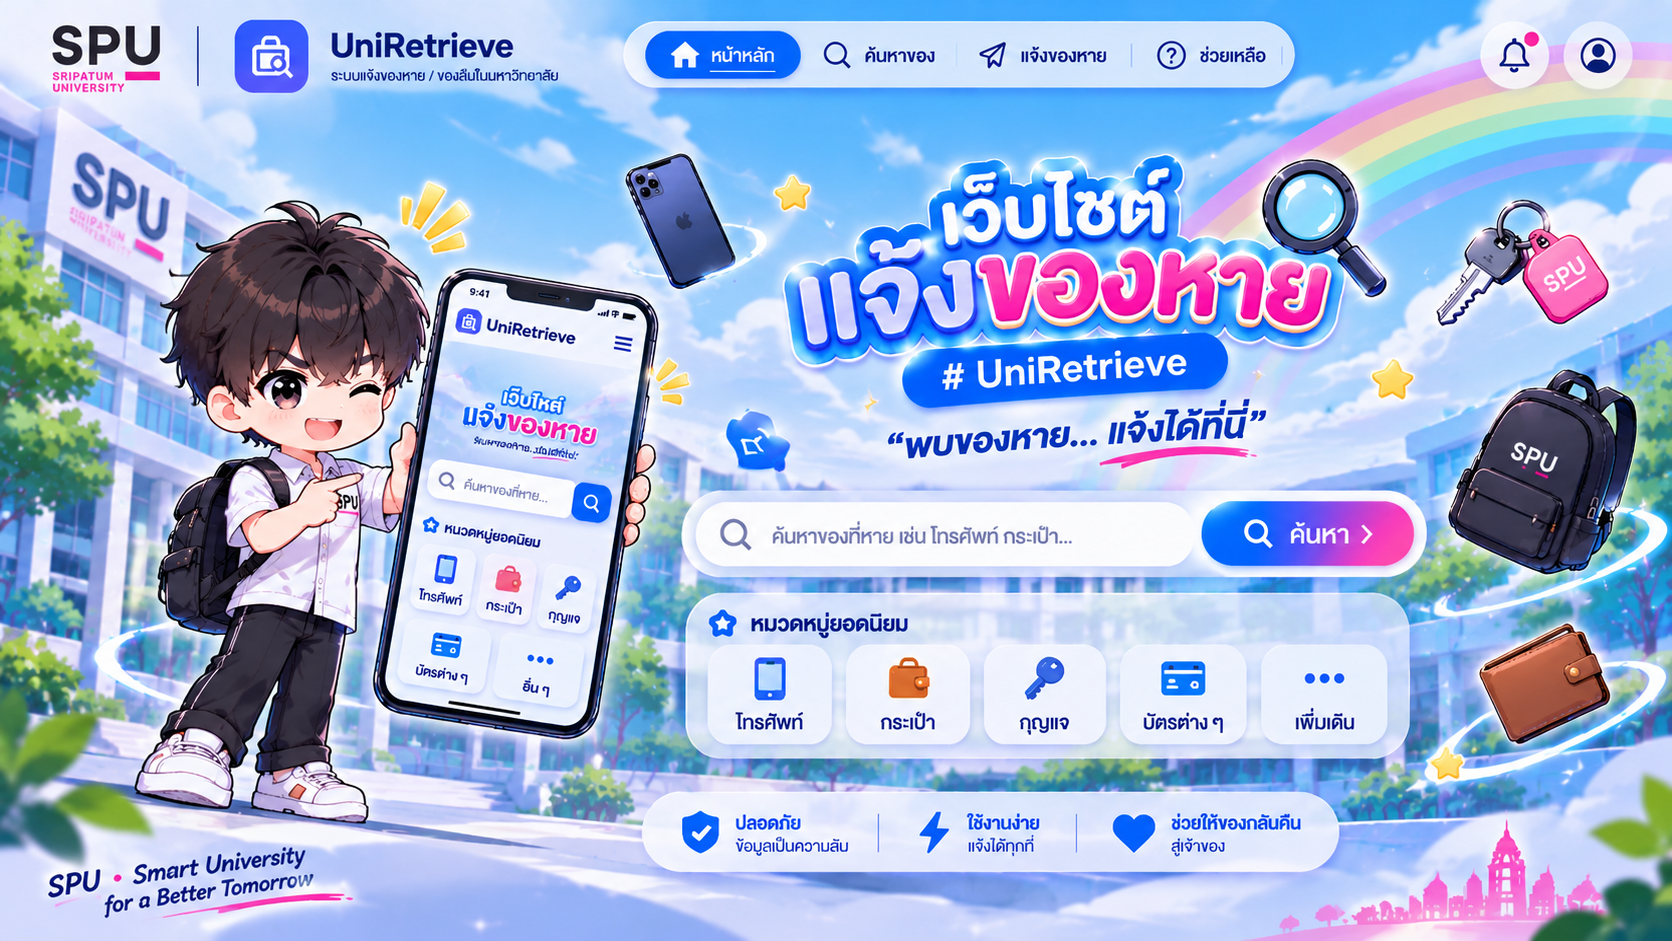 SPU
SRIPATUM
UNIVERSITY
UniRetrieve
ระบบแจ้งของหาย / ของลืมในมหาวิทยาลัย
หน้าหลัก
ค้นหาของ
แจ้งของหาย
ช่วยเหลือ
SPU
SRIPATUM
เว็บไซต์
แจ้งของหาย
# UniRetrieve
“พบของหาย... แจ้งได้ที่นี่”
SPU
SPU
9:41
UniRetrieve
แจ้งของหาย
ค้นหาของที่หาย...
หมวดหมู่ยอดนิยม
โทรศัพท์
กระเป๋า
กุญแจ
บัตรต่าง ๆ
อื่น ๆ
SPU
ค้นหาของที่หาย เช่น โทรศัพท์ กระเป๋า...
ค้นหา
หมวดหมู่ยอดนิยม
โทรศัพท์
กระเป๋า
กุญแจ
บัตรต่าง ๆ
เพิ่มเติม
ปลอดภัย
ข้อมูลเป็นความลับ
ใช้งานง่าย
แจ้งได้ทุกที่
ช่วยให้ของกลับคืน
สู่เจ้าของ
SPU • Smart University
for a Better Tomorrow